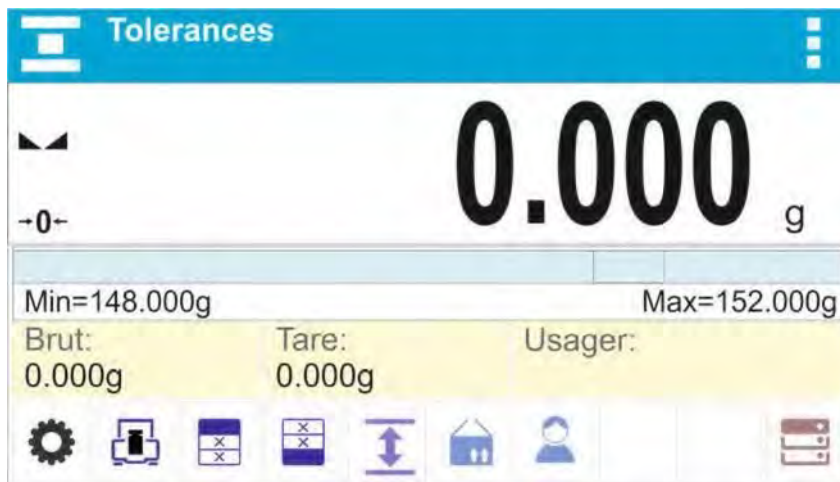 Tolerances
0.000 g
→0←
Min=148.000g Max=152.000g
Brut: Tare: Usager:
0.000g 0.000g